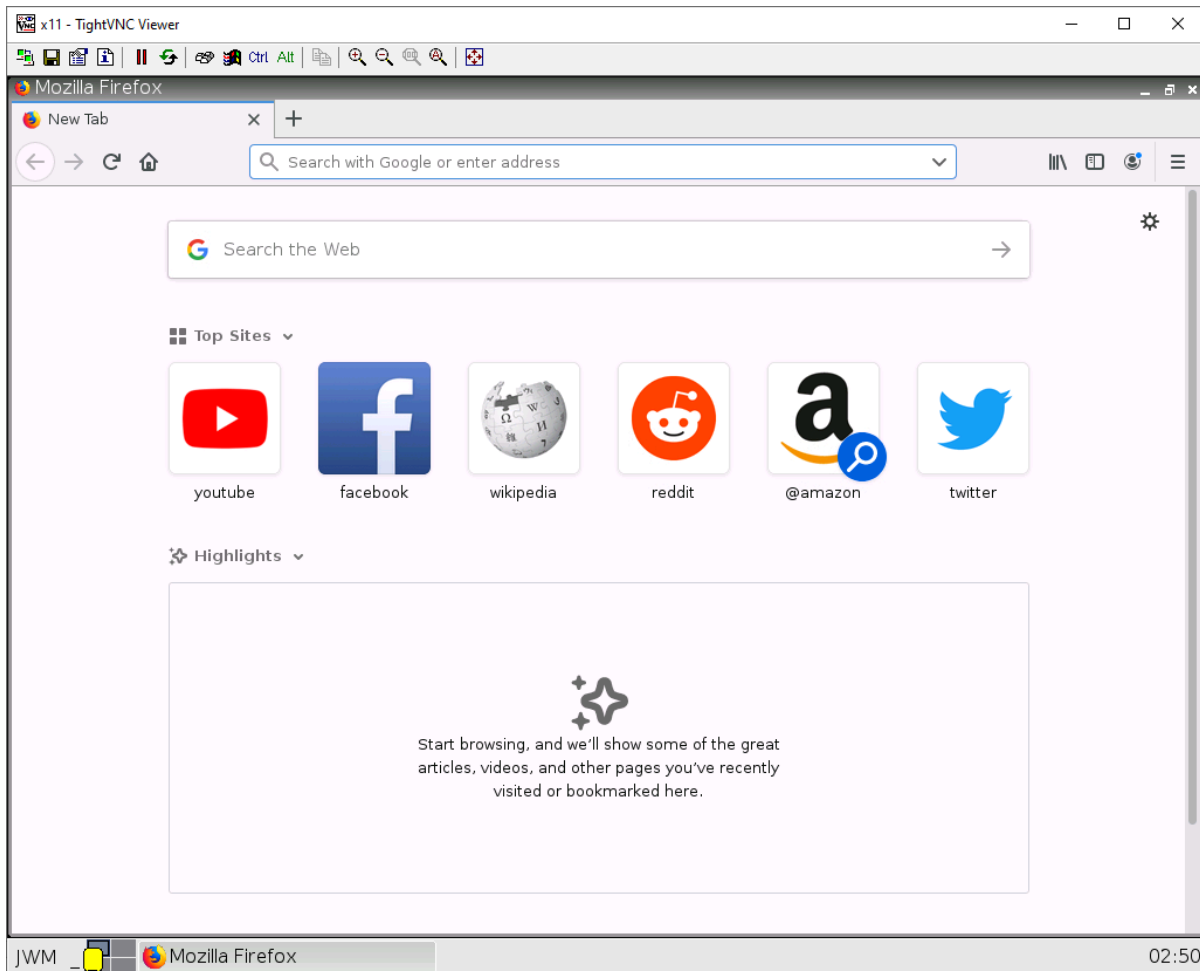 x11 - TightVNC Viewer
Ctrl Alt
Mozilla Firefox
New Tab
Search with Google or enter address
Search the Web
Top Sites
youtube facebook wikipedia reddit @amazon twitter
Highlights
Start browsing, and we'll show some of the great
articles, videos, and other pages you've recently
visited or bookmarked here.
JWM _ Mozilla Firefox 02:50